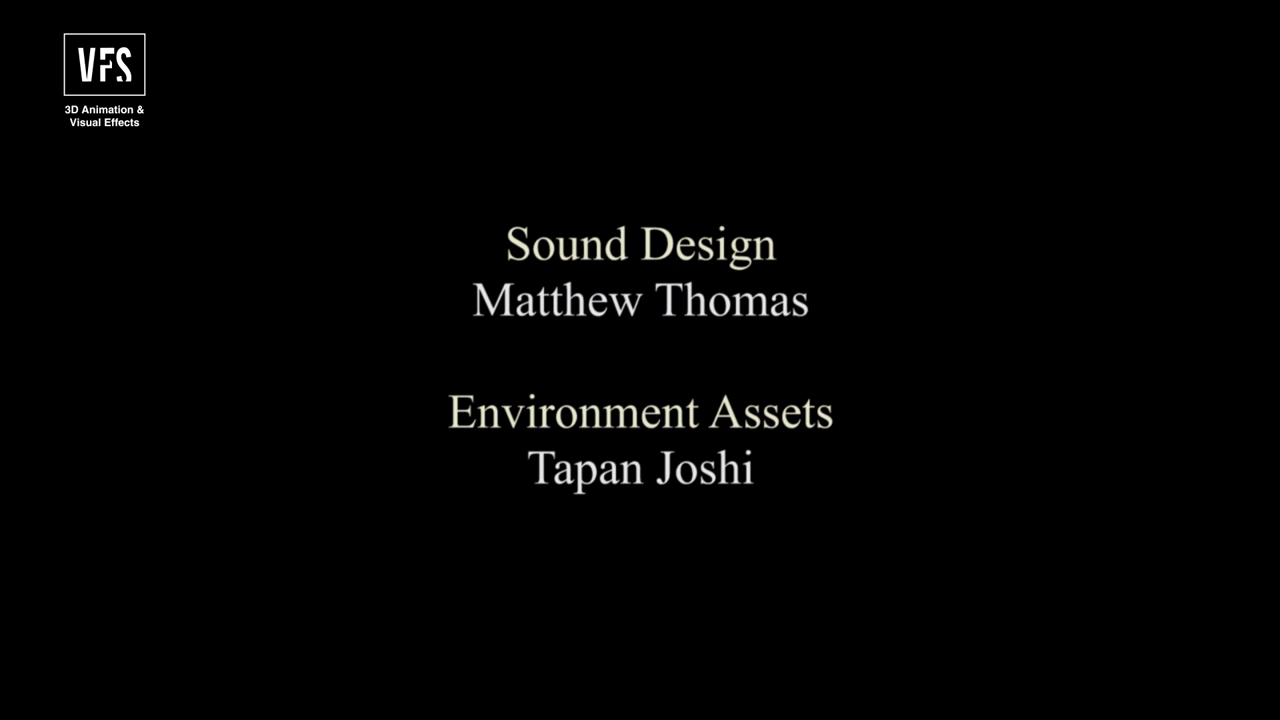 VFS
3D Animation &
Visual Effects
Sound Design
Matthew Thomas
Environment Assets
Tapan Joshi